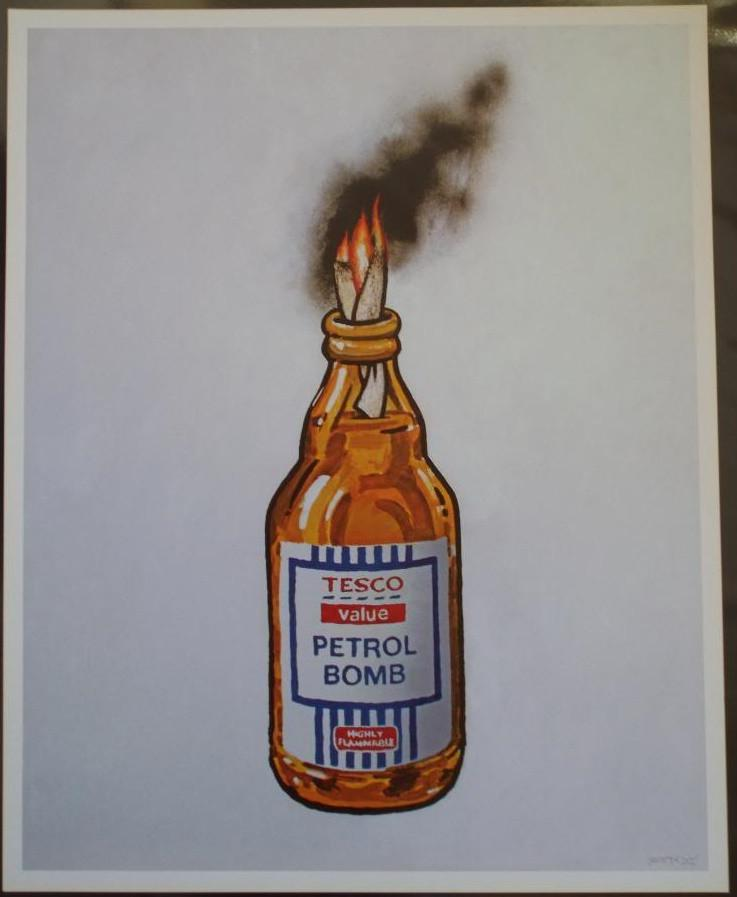 TESCO
value
PETROL
BOMB
HIGHLY
FLAMMABLE